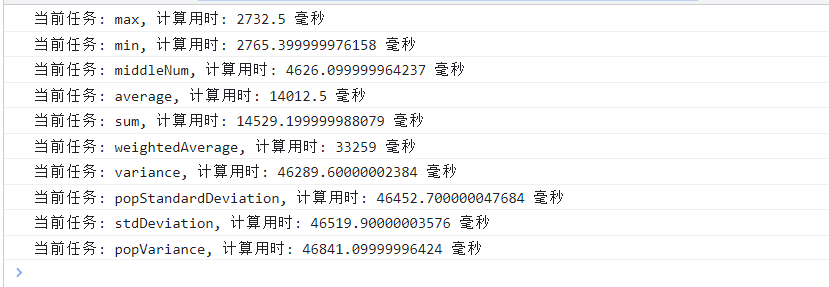 当前任务: max, 计算用时: 2732.5 毫秒
当前任务: min, 计算用时: 2765.399999976158 毫秒
当前任务: middleNum, 计算用时: 4626.099999964237 毫秒
当前任务: average, 计算用时: 14012.5 毫秒
当前任务: sum, 计算用时: 14529.199999988079 毫秒
当前任务: weightedAverage, 计算用时: 33259 毫秒
当前任务: variance, 计算用时: 46289.60000002384 毫秒
当前任务: popStandardDeviation, 计算用时: 46452.700000047684 毫秒
当前任务: stdDeviation, 计算用时: 46519.90000003576 毫秒
当前任务: popVariance, 计算用时: 46841.09999996424 毫秒